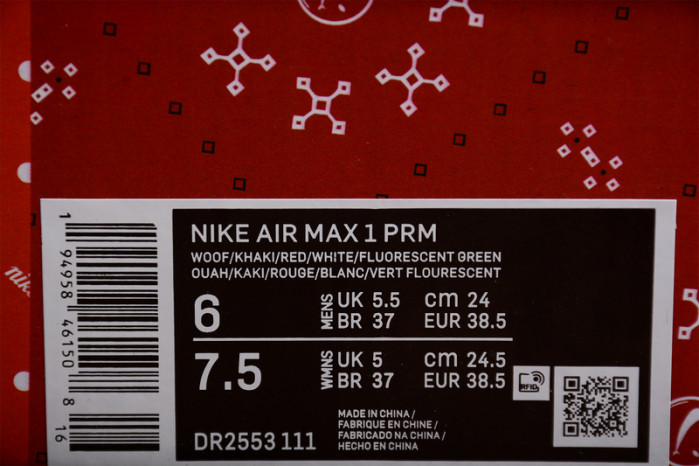 NIKE AIR MAX 1 PRM
WOOF/KHAKI/RED/WHITE/FLUORESCENT GREEN
OUAH/KAKI/ROUGE/BLANC/VERT FLOURESCENT
6 MENS UK 5.5 cm 24
BR 37 EUR 38.5
7.5 WMNS UK 5 cm 24.5
BR 37 EUR 38.5
RFID
MADE IN CHINA /
FABRIQUE EN CHINE /
FABRICADO NA CHINA /
HECHO EN CHINA
DR2553 111
1 94958 46150 8
16
nike